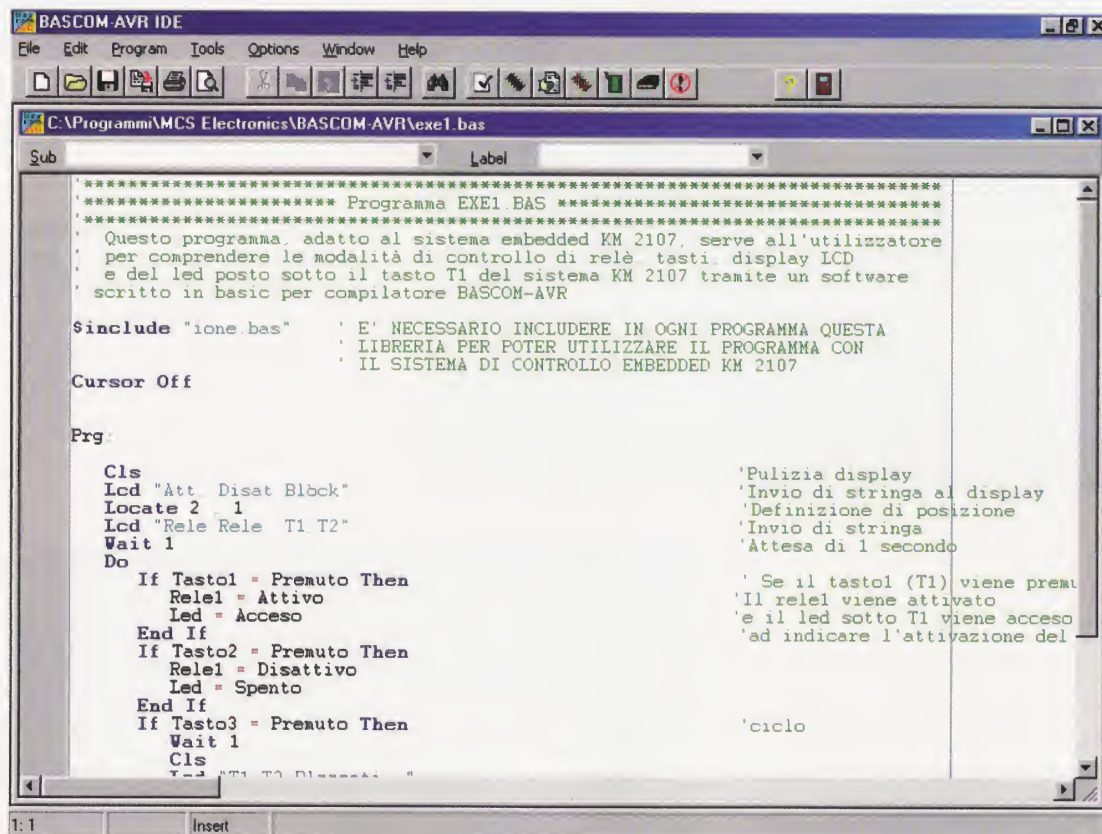 BASCOM-AVR IDE
File Edit Program Tools Options Window Help
C:\Programmi\MCS Electronics\BASCOM-AVR\exe1.bas
Sub Label
'******************************************************************************
'*********************** Programma EXE1.BAS ***********************************
'******************************************************************************
' Questo programma, adatto al sistema embedded KM 2107, serve all'utilizzatore
' per comprendere le modalità di controllo di relè, tasti, display LCD
' e del led posto sotto il tasto T1 del sistema KM 2107 tramite un software
' scritto in basic per compilatore BASCOM-AVR
$include "ione.bas" ' E' NECESSARIO INCLUDERE IN OGNI PROGRAMMA QUESTA
' LIBRERIA PER POTER UTILIZZARE IL PROGRAMMA CON
' IL SISTEMA DI CONTROLLO EMBEDDED KM 2107
Cursor Off
Prg:
Cls 'Pulizia display
Lcd "Att. Disat Blòck" 'Invio di stringa al display
Locate 2 , 1 'Definizione di posizione
Lcd "Rele Rele T1 T2" 'Invio di stringa
Wait 1 'Attesa di 1 secondo
Do
If Tasto1 = Premuto Then ' Se il tasto1 (T1) viene premu
Rele1 = Attivo 'Il rele1 viene attivato
Led = Acceso 'e il led sotto T1 viene acceso
End If 'ad indicare l'attivazione del
If Tasto2 = Premuto Then
Rele1 = Disattivo
Led = Spento
End If
If Tasto3 = Premuto Then 'ciclo
Wait 1
Cls
1: 1 Insert